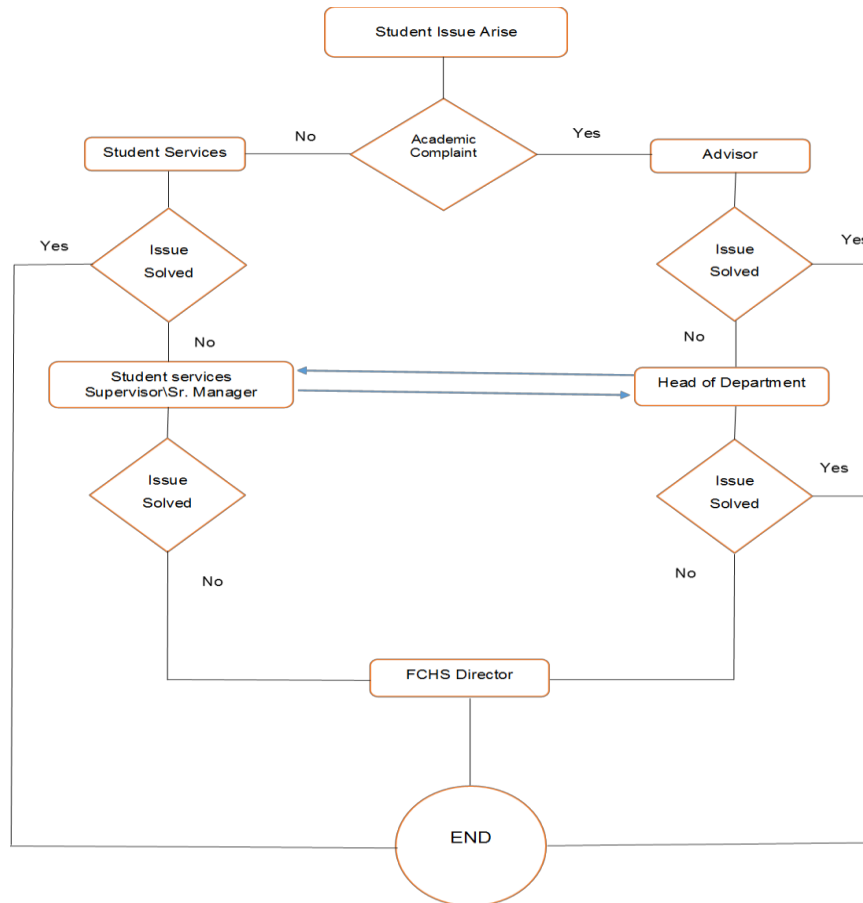 Student Issue Arise
No
Academic
Complaint
Yes
Student Services
Advisor
Yes
Issue
Solved
Issue
Solved
Yes
No
No
Student services
Supervisor\Sr. Manager
Head of Department
Issue
Solved
Issue
Solved
Yes
No
No
FCHS Director
END